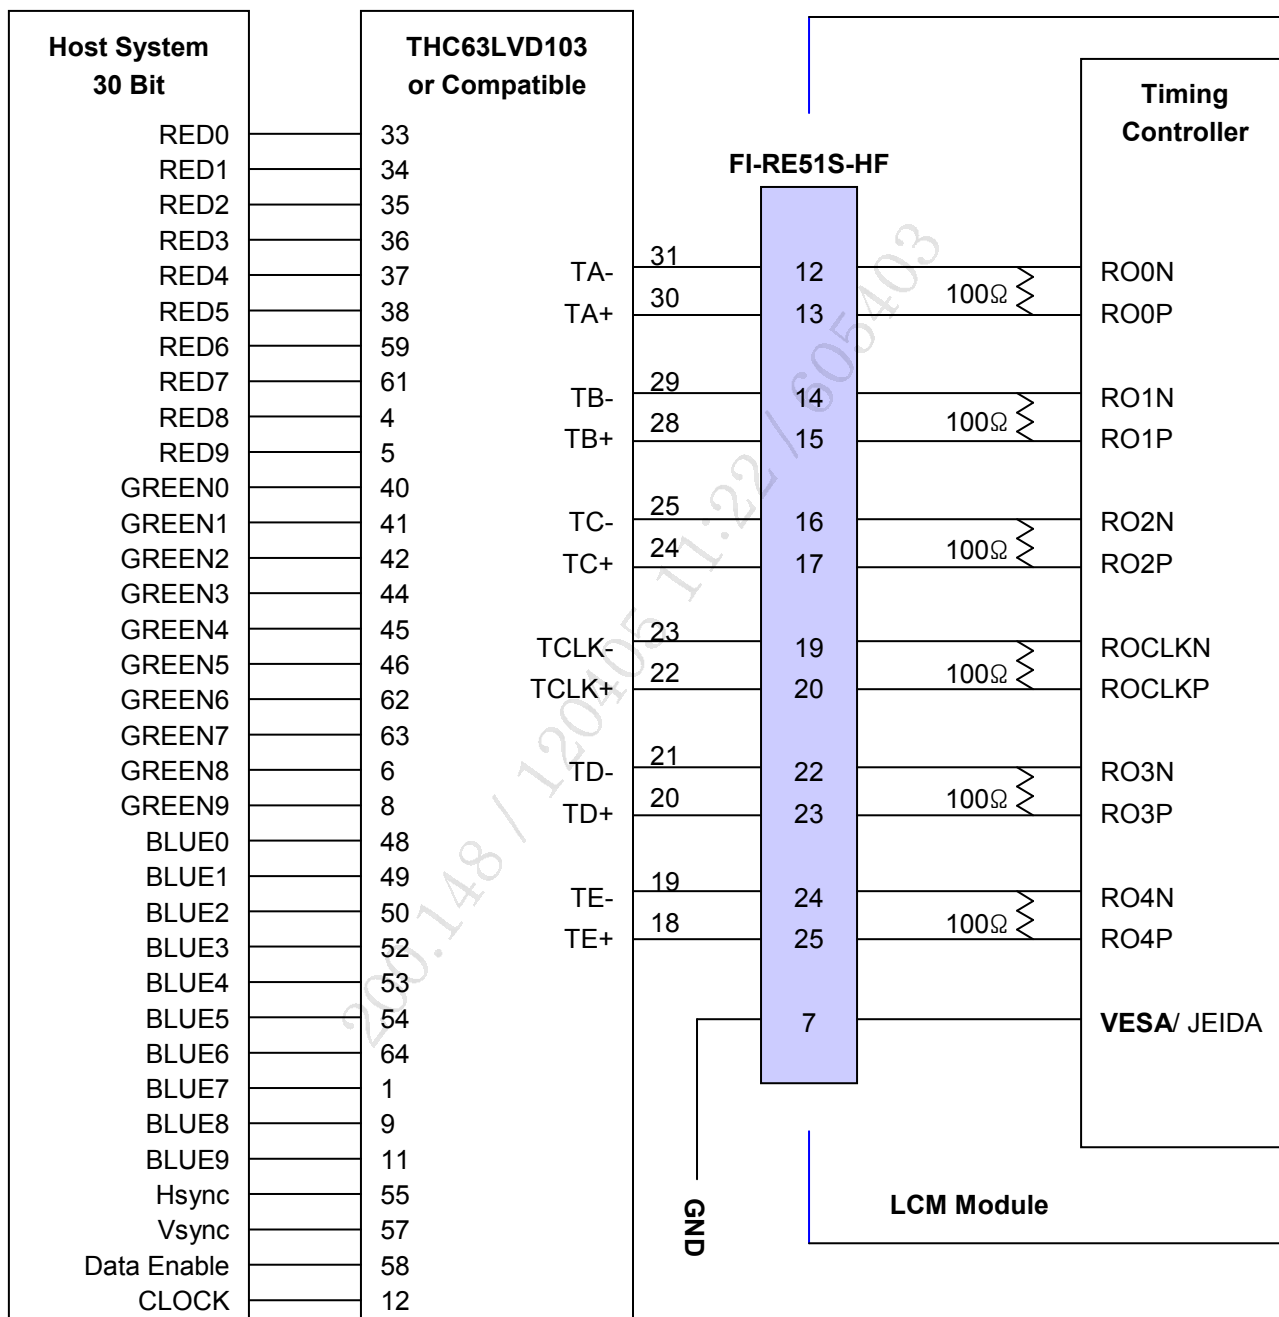 Host System
30 Bit
RED0 33
RED1 34
RED2 35
RED3 36
RED4 37
RED5 38
RED6 59
RED7 61
RED8 4
RED9 5
GREEN0 40
GREEN1 41
GREEN2 42
GREEN3 44
GREEN4 45
GREEN5 46
GREEN6 62
GREEN7 63
GREEN8 6
GREEN9 8
BLUE0 48
BLUE1 49
BLUE2 50
BLUE3 52
BLUE4 53
BLUE5 54
BLUE6 64
BLUE7 1
BLUE8 9
BLUE9 11
Hsync 55
Vsync 57
Data Enable 58
CLOCK 12
THC63LVD103
or Compatible
FI-RE51S-HF
Timing
Controller
TA- 31 12 RO0N
100Ω
TA+ 30 13 RO0P
TB- 29 14 RO1N
100Ω
TB+ 28 15 RO1P
TC- 25 16 RO2N
100Ω
TC+ 24 17 RO2P
TCLK- 23 19 ROCLKN
100Ω
TCLK+ 22 20 ROCLKP
TD- 21 22 RO3N
100Ω
TD+ 20 23 RO3P
TE- 19 24 RO4N
100Ω
TE+ 18 25 RO4P
7 VESA/ JEIDA
GND
LCM Module
200.148 / 120405 11:22 / 605403